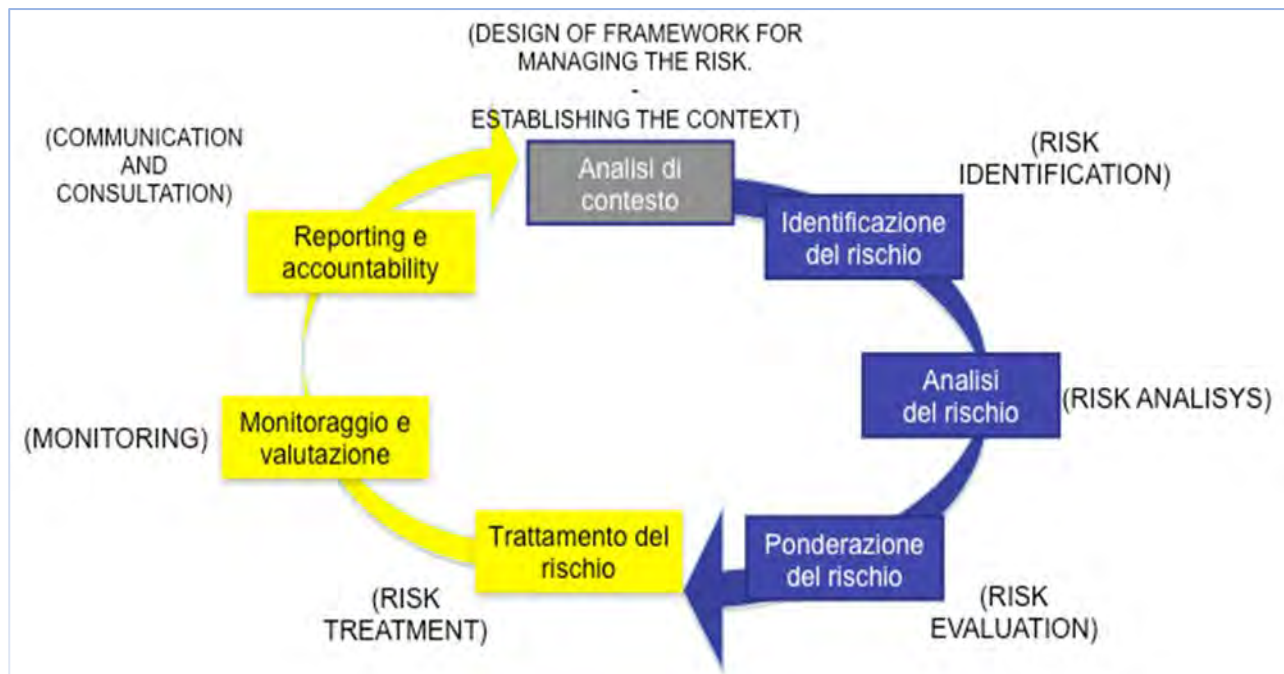 (DESIGN OF FRAMEWORK FOR
MANAGING THE RISK.
-
ESTABLISHING THE CONTEXT)
Analisi di
contesto
(RISK
IDENTIFICATION)
Identificazione
del rischio
Analisi
del rischio
(RISK ANALISYS)
Ponderazione
del rischio
(RISK
EVALUATION)
Trattamento del
rischio
(RISK
TREATMENT)
Monitoraggio e
valutazione
(MONITORING)
Reporting e
accountability
(COMMUNICATION
AND
CONSULTATION)